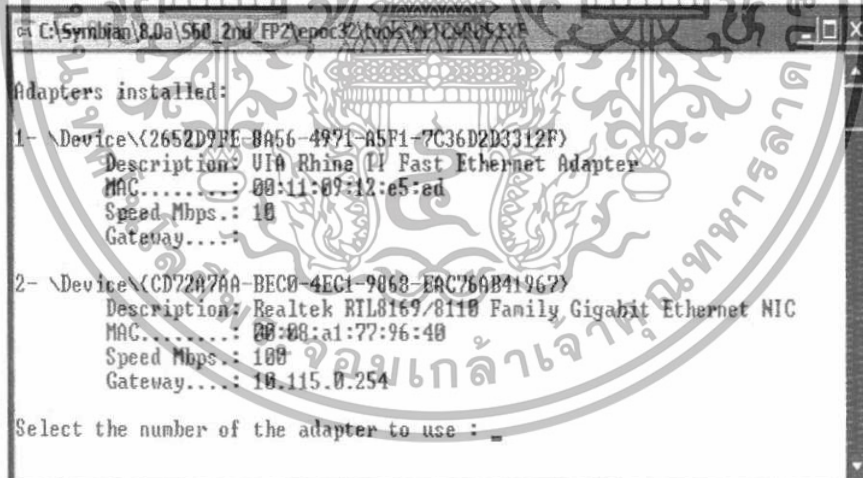 C:\Symbian\8.0a\S60_2nd_FP2\epoc32\tools\NETCARDS.EXE
Adapters installed:
1- \Device\{2652D9FE-8A56-4971-A5F1-7C36D2D3312F}
Description: VIA Rhine II Fast Ethernet Adapter
MAC........: 00:11:09:12:e5:ed
Speed Mbps.: 10
Gateway....:
2- \Device\{CD72A7AA-BEC0-4EC1-9068-EAC76AB41967}
Description: Realtek RTL8169/8110 Family Gigabit Ethernet NIC
MAC........: 00:08:a1:77:96:40
Speed Mbps.: 100
Gateway....: 10.115.0.254
Select the number of the adapter to use : _